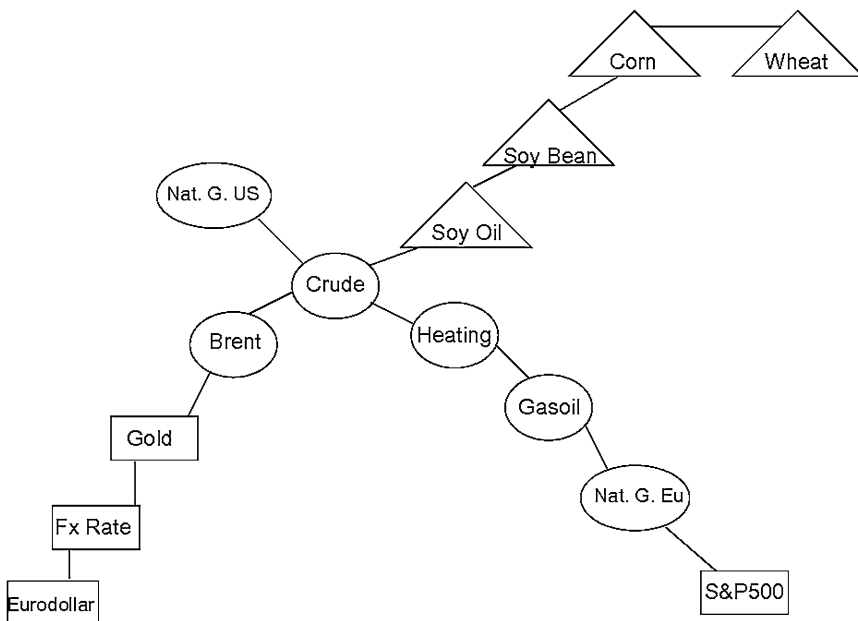 Corn
Wheat
Soy Bean
Nat. G. US
Soy Oil
Crude
Brent
Heating
Gasoil
Gold
Nat. G. Eu
Fx Rate
S&P500
Eurodollar